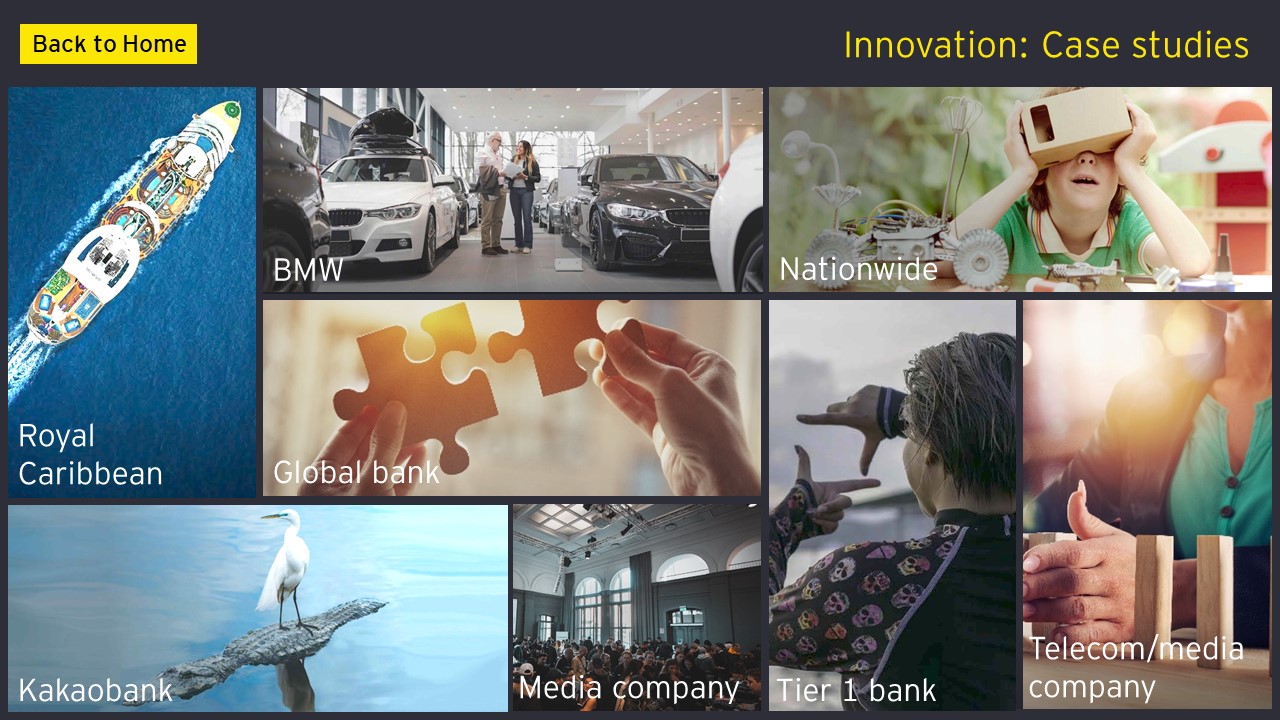 Back to Home
Innovation: Case studies
BMW
Nationwide
Royal
Caribbean
Global bank
Kakaobank
Media company
Tier 1 bank
Telecom/media
company